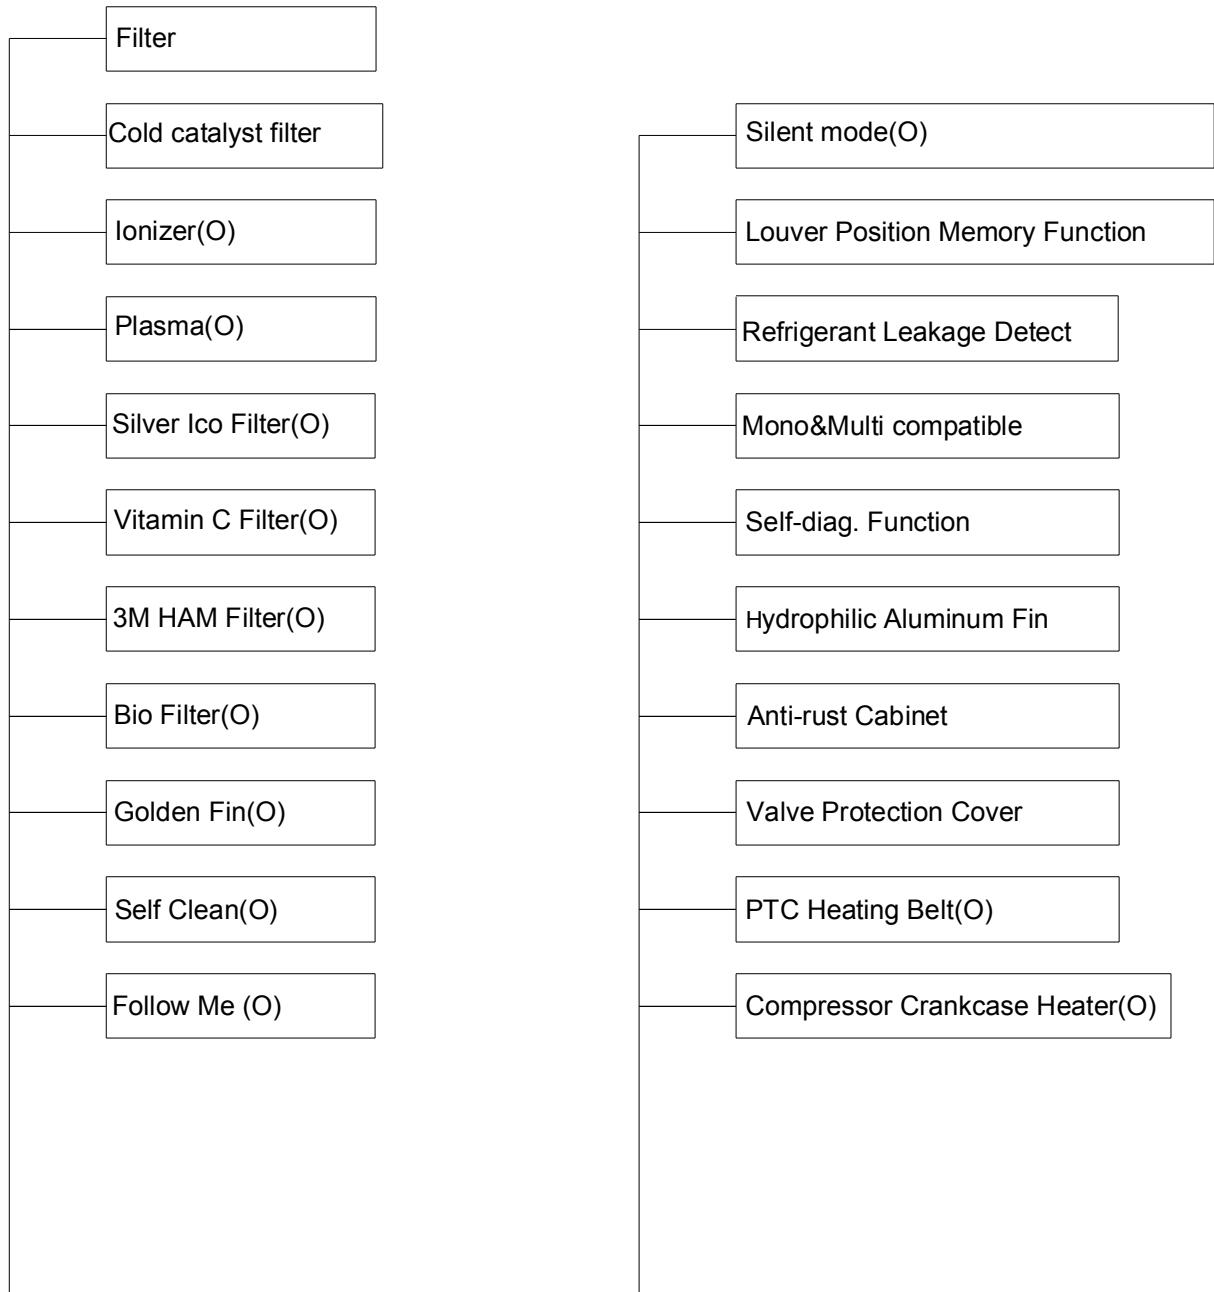 Filter
Cold catalyst filter
Ionizer(O)
Plasma(O)
Silver Ico Filter(O)
Vitamin C Filter(O)
3M HAM Filter(O)
Bio Filter(O)
Golden Fin(O)
Self Clean(O)
Follow Me (O)
Silent mode(O)
Louver Position Memory Function
Refrigerant Leakage Detect
Mono&Multi compatible
Self-diag. Function
Hydrophilic Aluminum Fin
Anti-rust Cabinet
Valve Protection Cover
PTC Heating Belt(O)
Compressor Crankcase Heater(O)